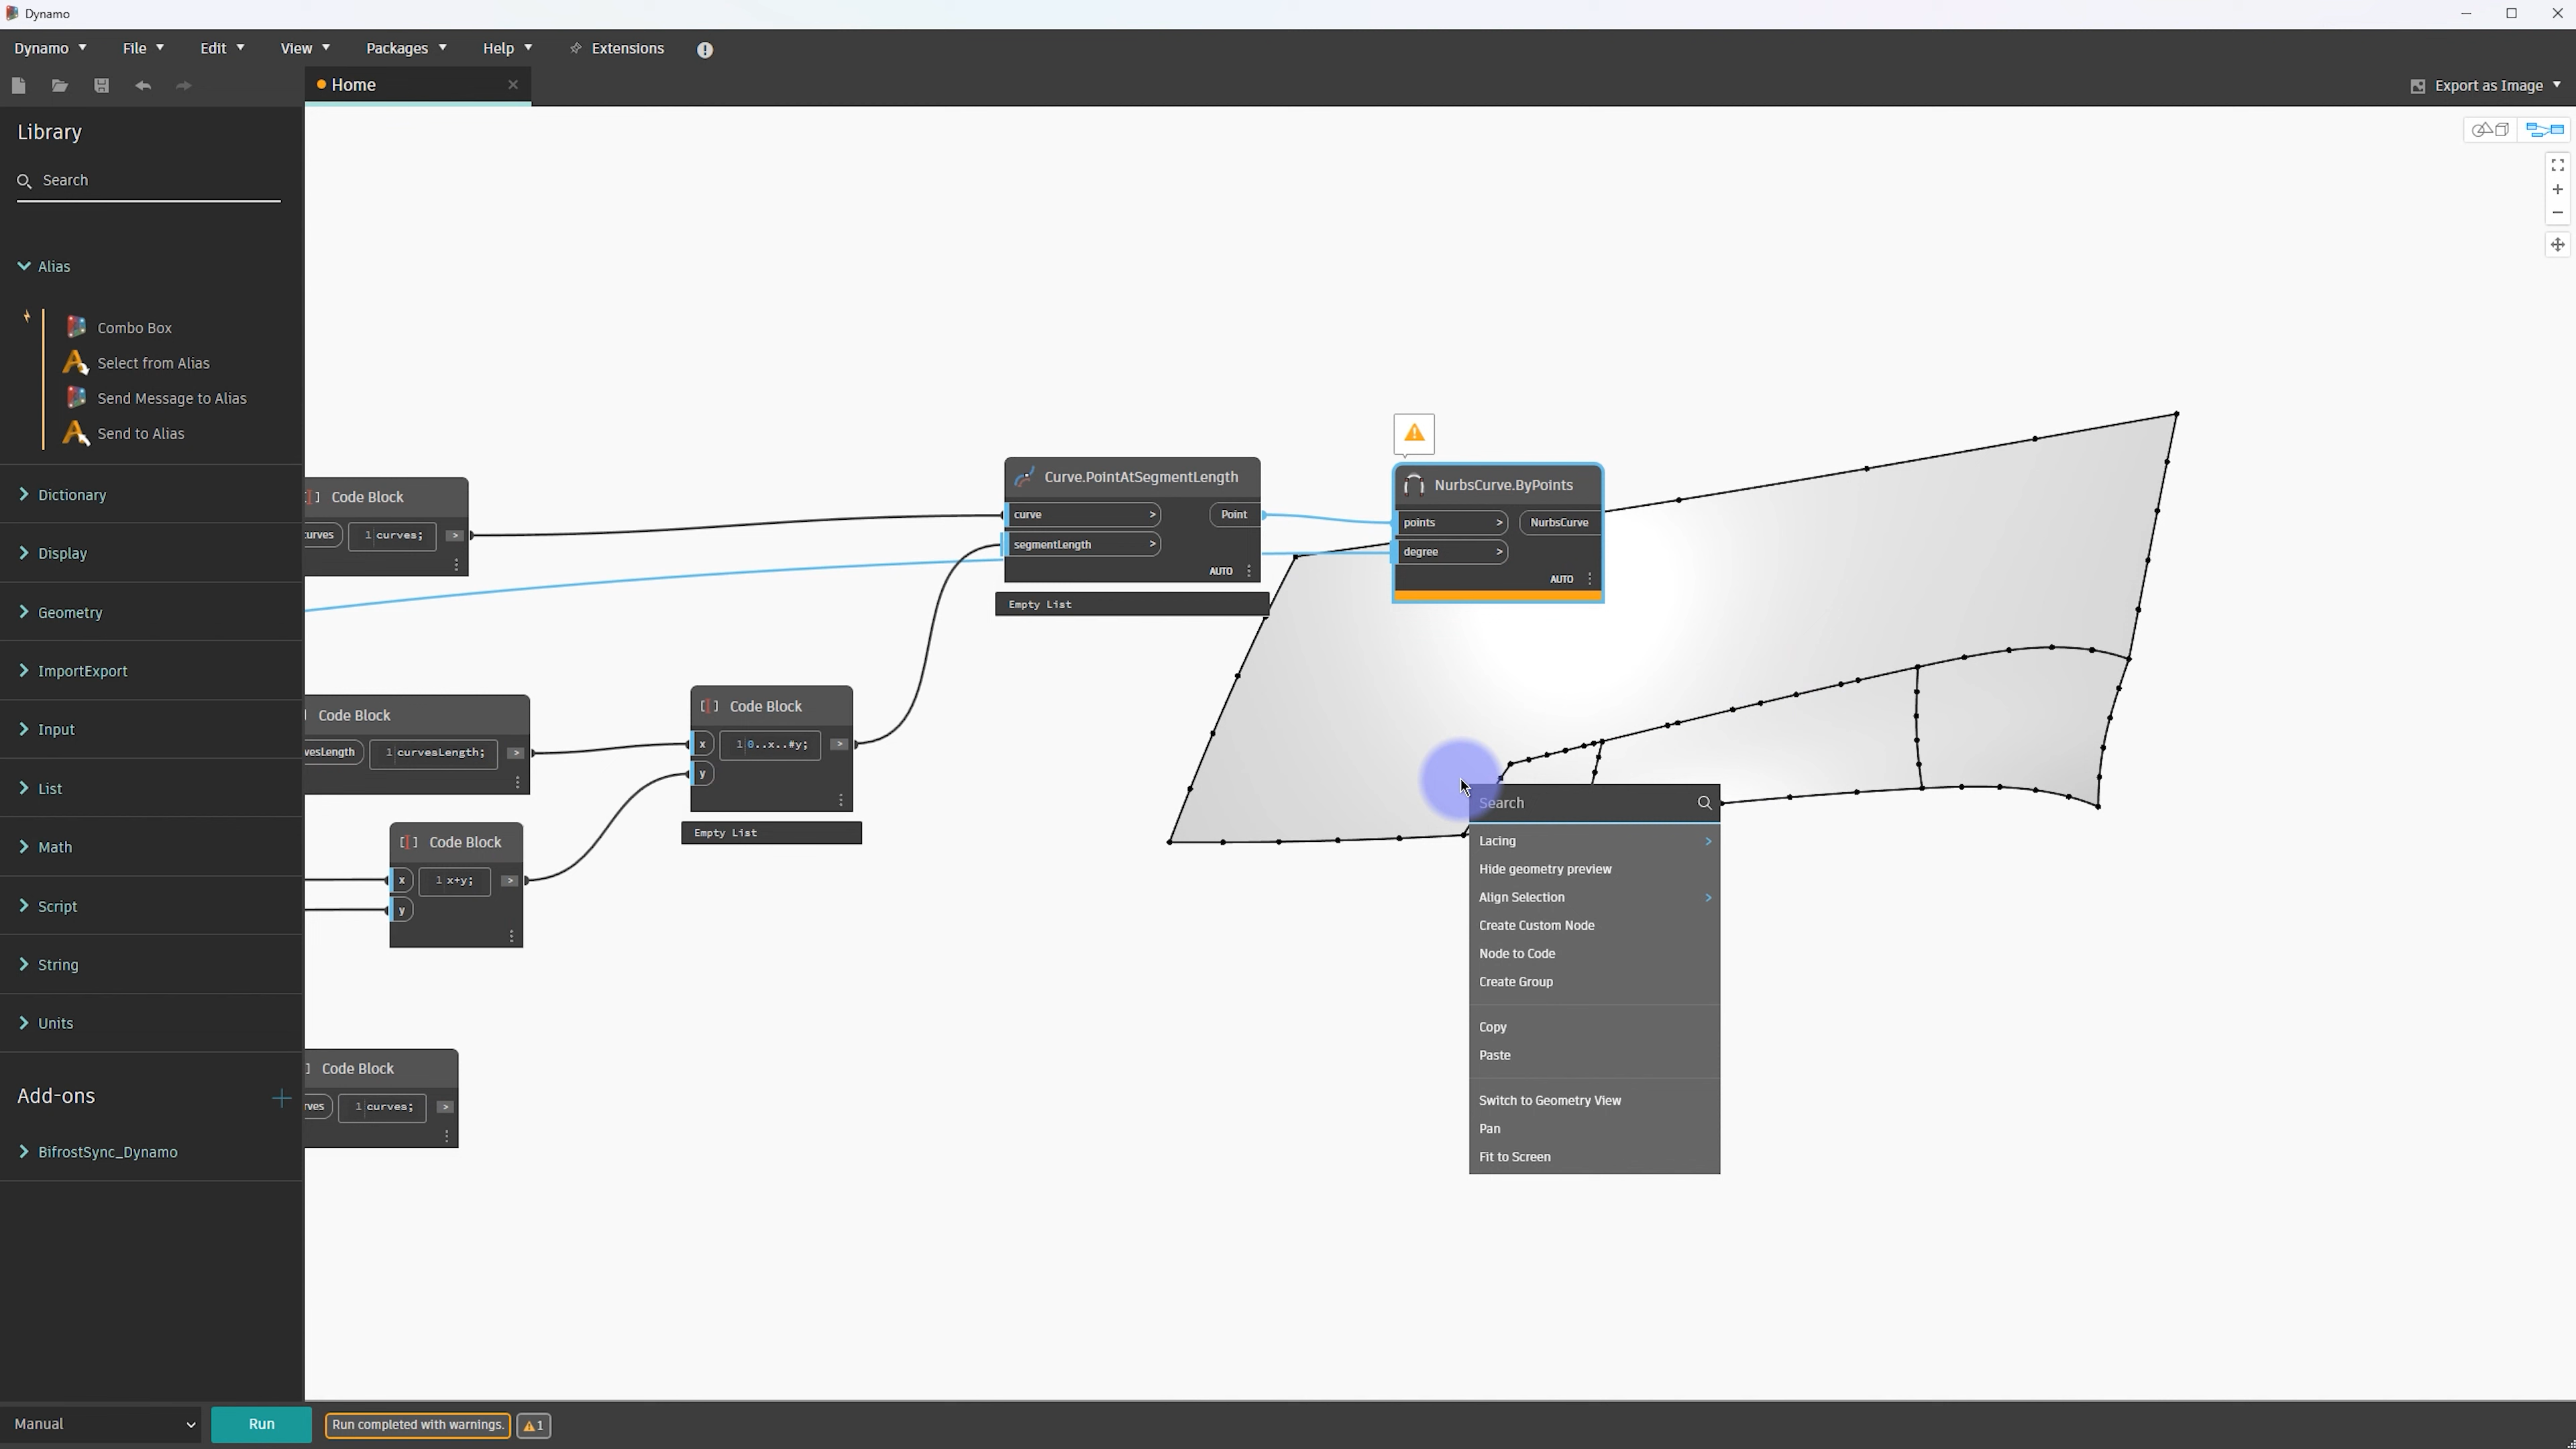 Dynamo
Dynamo File Edit View Packages Help Extensions
Home
Export as Image
Library
Search
Alias
Combo Box
Select from Alias
Send Message to Alias
Send to Alias
Dictionary
Display
Geometry
ImportExport
Input
List
Math
Script
String
Units
Add-ons
BifrostSync_Dynamo
Code Block
urves 1 curves; >
Curve.PointAtSegmentLength
curve > Point
segmentLength >
AUTO
Empty List
NurbsCurve.ByPoints
points > NurbsCurve
degree >
AUTO
Code Block
vesLength 1 curvesLength; >
Code Block
x 1 0..x..#y; >
y
Empty List
Code Block
x 1 x+y; >
y
Code Block
rves 1 curves; >
Search
Lacing >
Hide geometry preview
Align Selection >
Create Custom Node
Node to Code
Create Group
Copy
Paste
Switch to Geometry View
Pan
Fit to Screen
Manual Run Run completed with warnings. 1